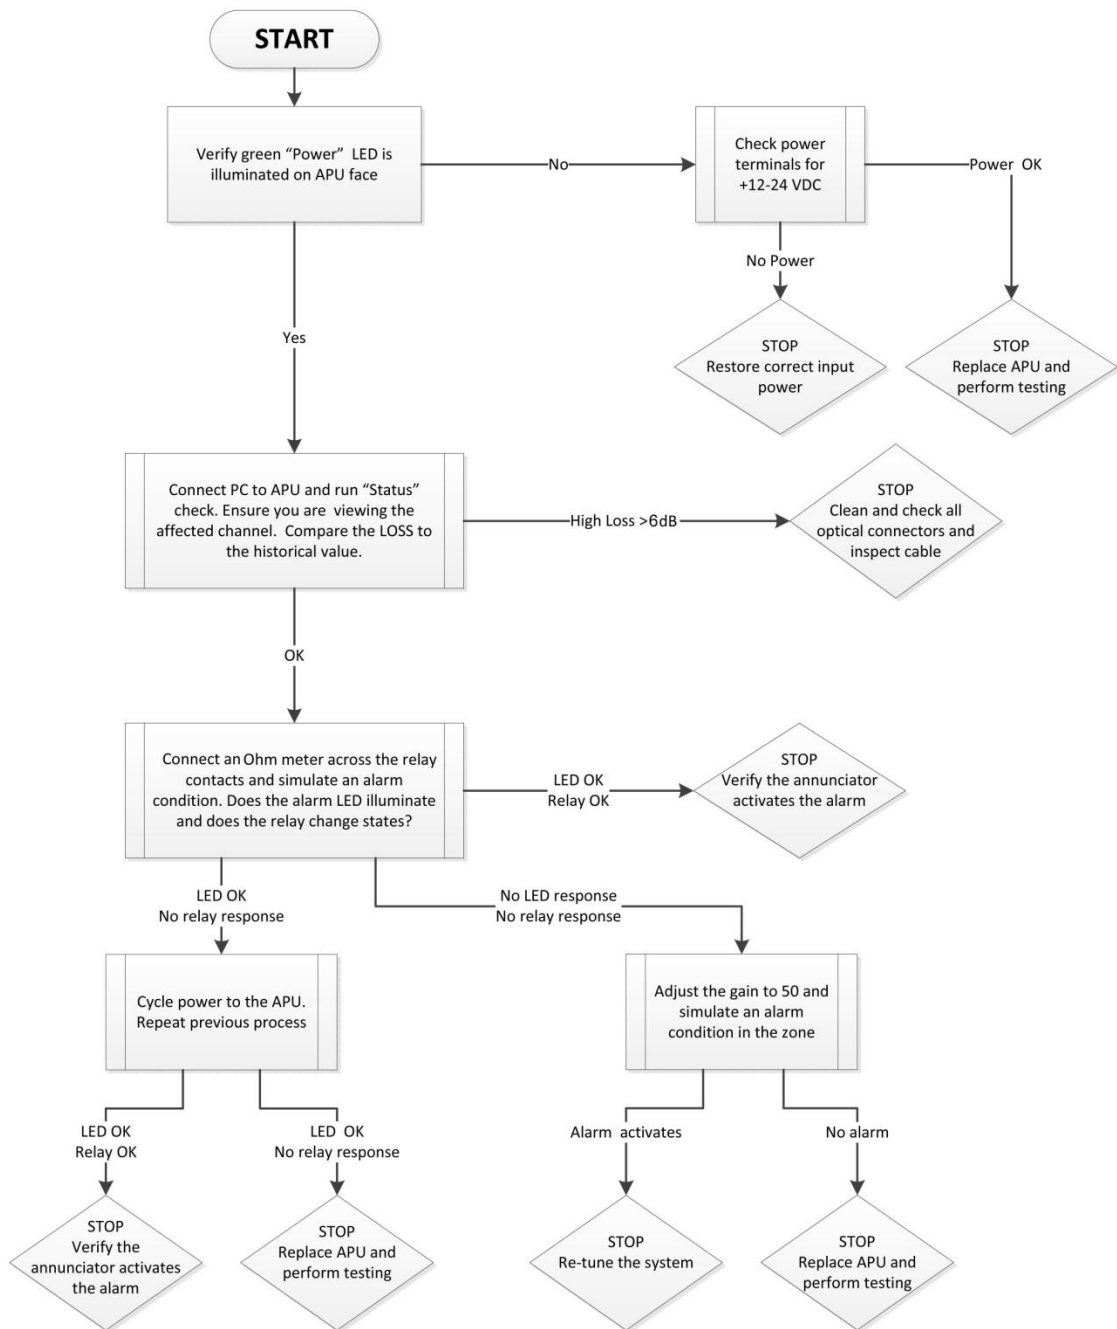 START
Verify green “Power” LED is
illuminated on APU face
No
Check power
terminals for
+12-24 VDC
Power OK
No Power
Yes
STOP
Restore correct input
power
STOP
Replace APU and
perform testing
Connect PC to APU and run “Status”
check. Ensure you are viewing the
affected channel. Compare the LOSS to
the historical value.
High Loss >6dB
STOP
Clean and check all
optical connectors and
inspect cable
OK
Connect an Ohm meter across the relay
contacts and simulate an alarm
condition. Does the alarm LED illuminate
and does the relay change states?
LED OK
Relay OK
STOP
Verify the annunciator
activates the alarm
LED OK
No relay response
No LED response
No relay response
Cycle power to the APU.
Repeat previous process
Adjust the gain to 50 and
simulate an alarm
condition in the zone
LED OK
Relay OK
LED OK
No relay response
Alarm activates
No alarm
STOP
Verify the
annunciator activates
the alarm
STOP
Replace APU and
perform testing
STOP
Re-tune the system
STOP
Replace APU and
perform testing